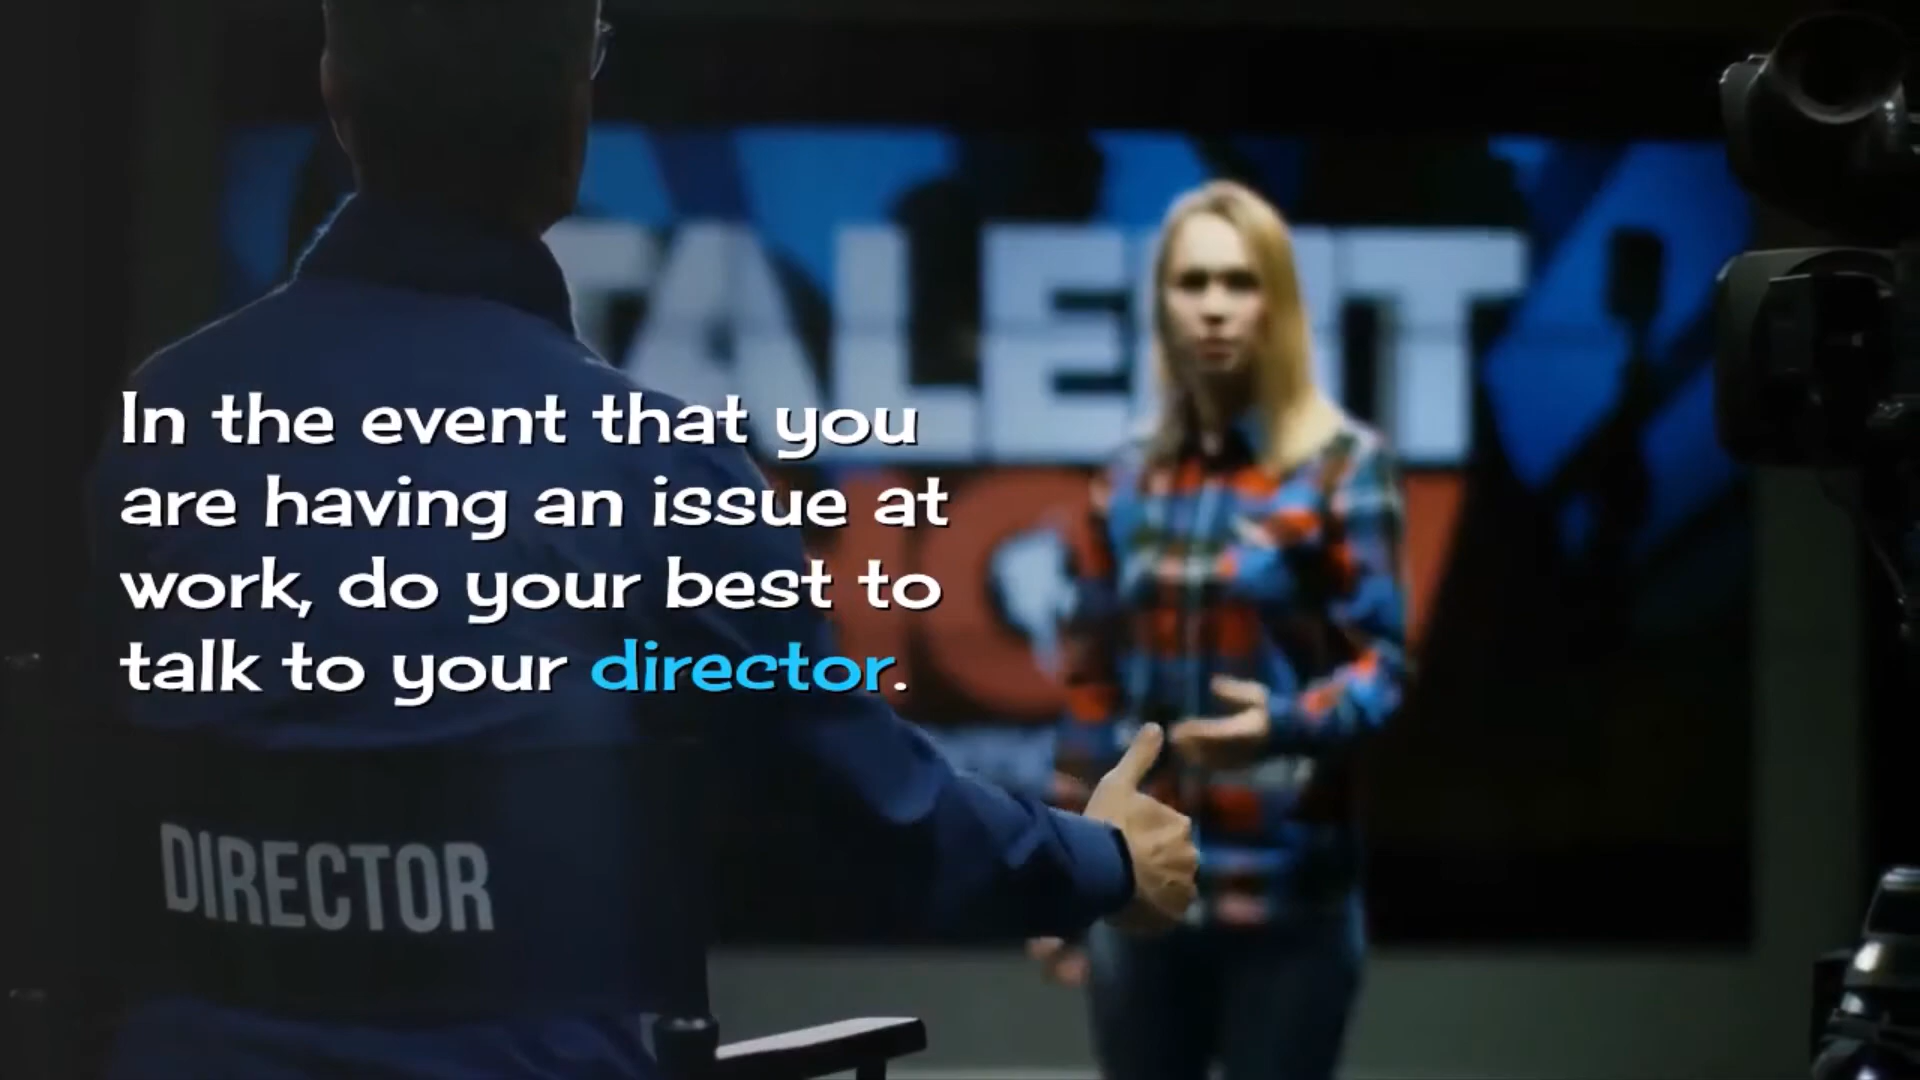 TALENT
In the event that you
are having an issue at
work, do your best to
talk to your director.
DIRECTOR